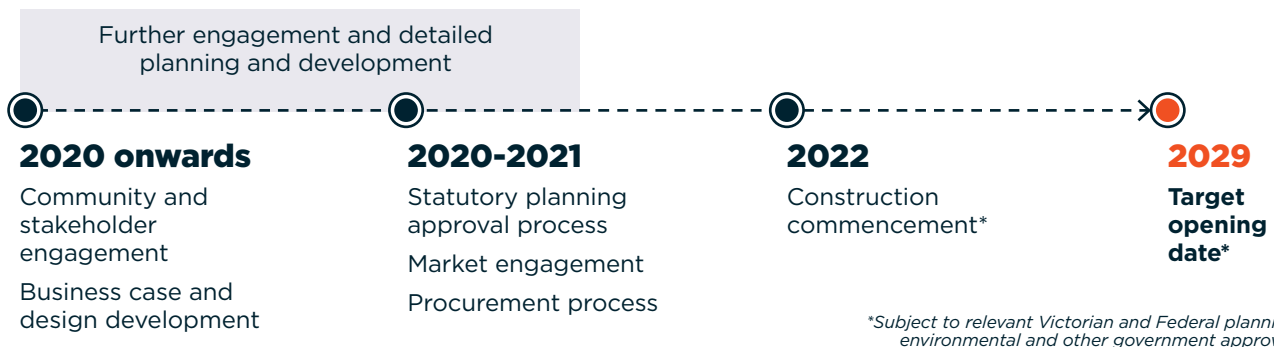 Further engagement and detailed
planning and development
2020 onwards
Community and
stakeholder
engagement
Business case and
design development
2020-2021
Statutory planning
approval process
Market engagement
Procurement process
2022
Construction
commencement*
2029
Target
opening
date*
*Subject to relevant Victorian and Federal
environmental and other government